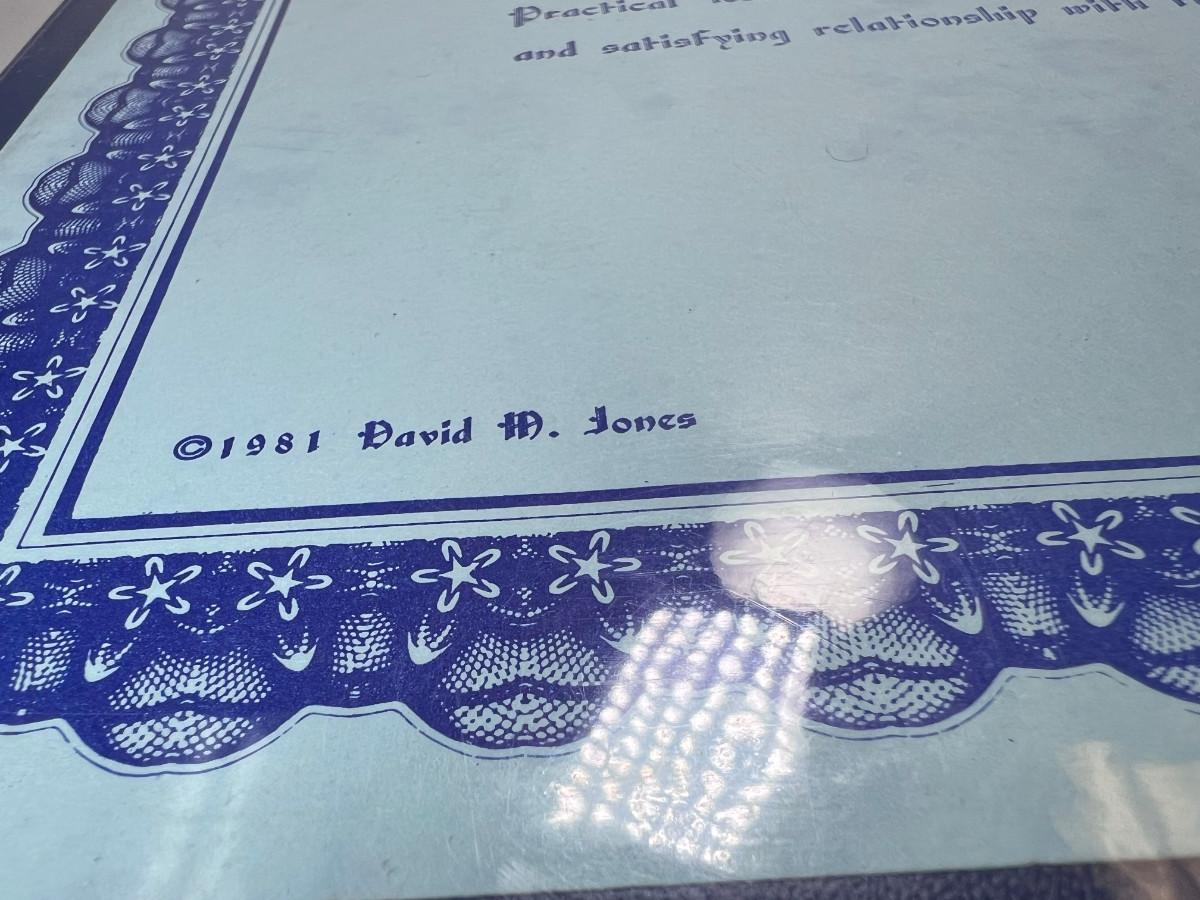 Practical
and satisfying relationship with
©1981 David M. Jones